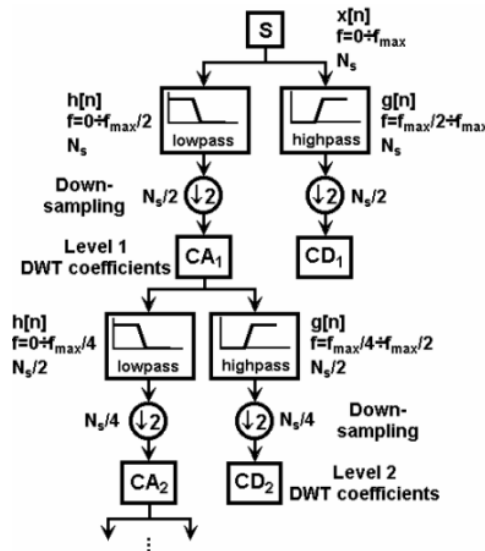 S
x[n]
f=0÷fmax
Ns
h[n]
f=0÷fmax/2
Ns
lowpass
highpass
g[n]
f=fmax/2÷fmax
Ns
Down-
sampling
Ns/2
↓2
Ns/2
↓2
Level 1
DWT coefficients
CA1
CD1
h[n]
f=0÷fmax/4
Ns/2
lowpass
highpass
g[n]
f=fmax/4÷fmax/2
Ns/2
Ns/4
↓2
↓2
Ns/4
Down-
sampling
CA2
CD2
Level 2
DWT coefficients
⋮